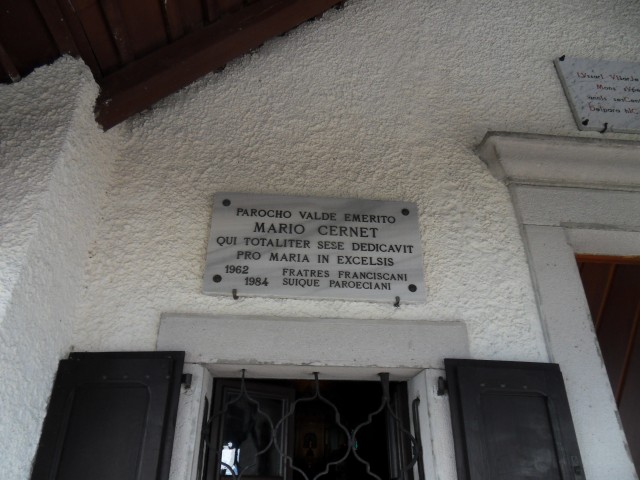 PAROCHO VALDE EMERITO
MARIO CERNET
QUI TOTALITER SESE DEDICAVIT
PRO MARIA IN EXCELSIS
1962 FRATRES FRANCISCANI
1984 SUIQUE PAROECIANI